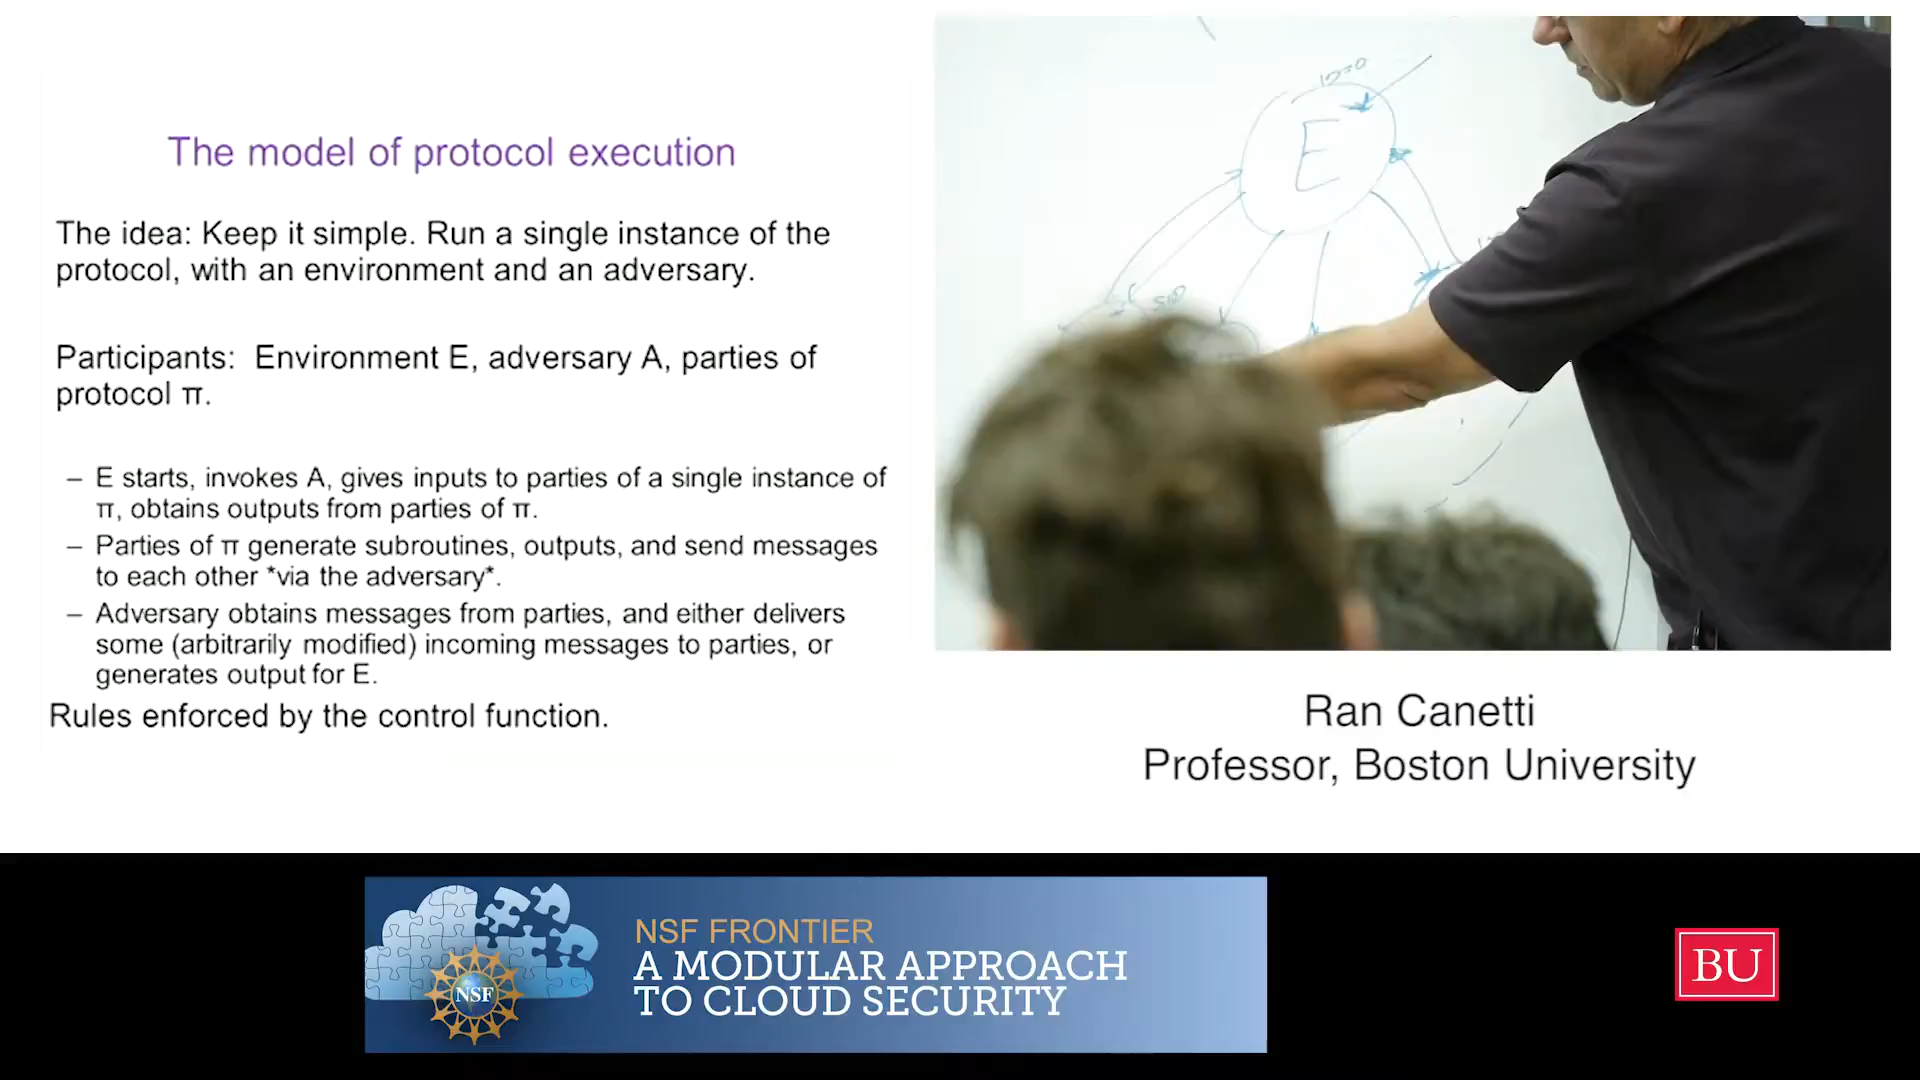 The model of protocol execution
The idea: Keep it simple. Run a single instance of the
protocol, with an environment and an adversary.
Participants:  Environment E, adversary A, parties of
protocol π.
– E starts, invokes A, gives inputs to parties of a single instance of
π, obtains outputs from parties of π.
– Parties of π generate subroutines, outputs, and send messages
to each other *via the adversary*.
– Adversary obtains messages from parties, and either delivers
some (arbitrarily modified) incoming messages to parties, or
generates output for E.
Rules enforced by the control function.
ID=0
E
Ran Canetti
Professor, Boston University
NSF
NSF FRONTIER
A MODULAR APPROACH
TO CLOUD SECURITY
BU